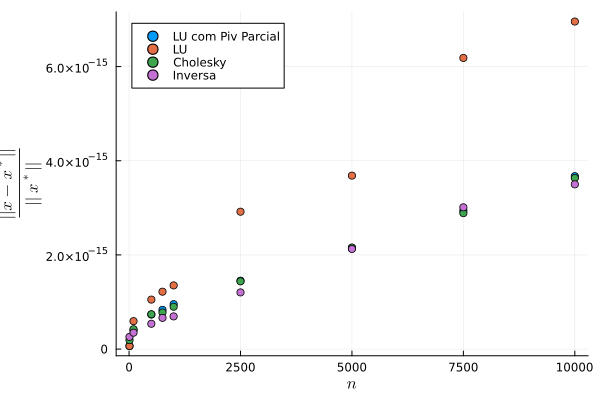 LU com Piv Parcial
LU
Cholesky
Inversa
6.0×10⁻¹⁵
4.0×10⁻¹⁵
2.0×10⁻¹⁵
0
||x − x*||
||x*||
0 2500 5000 7500 10000
n